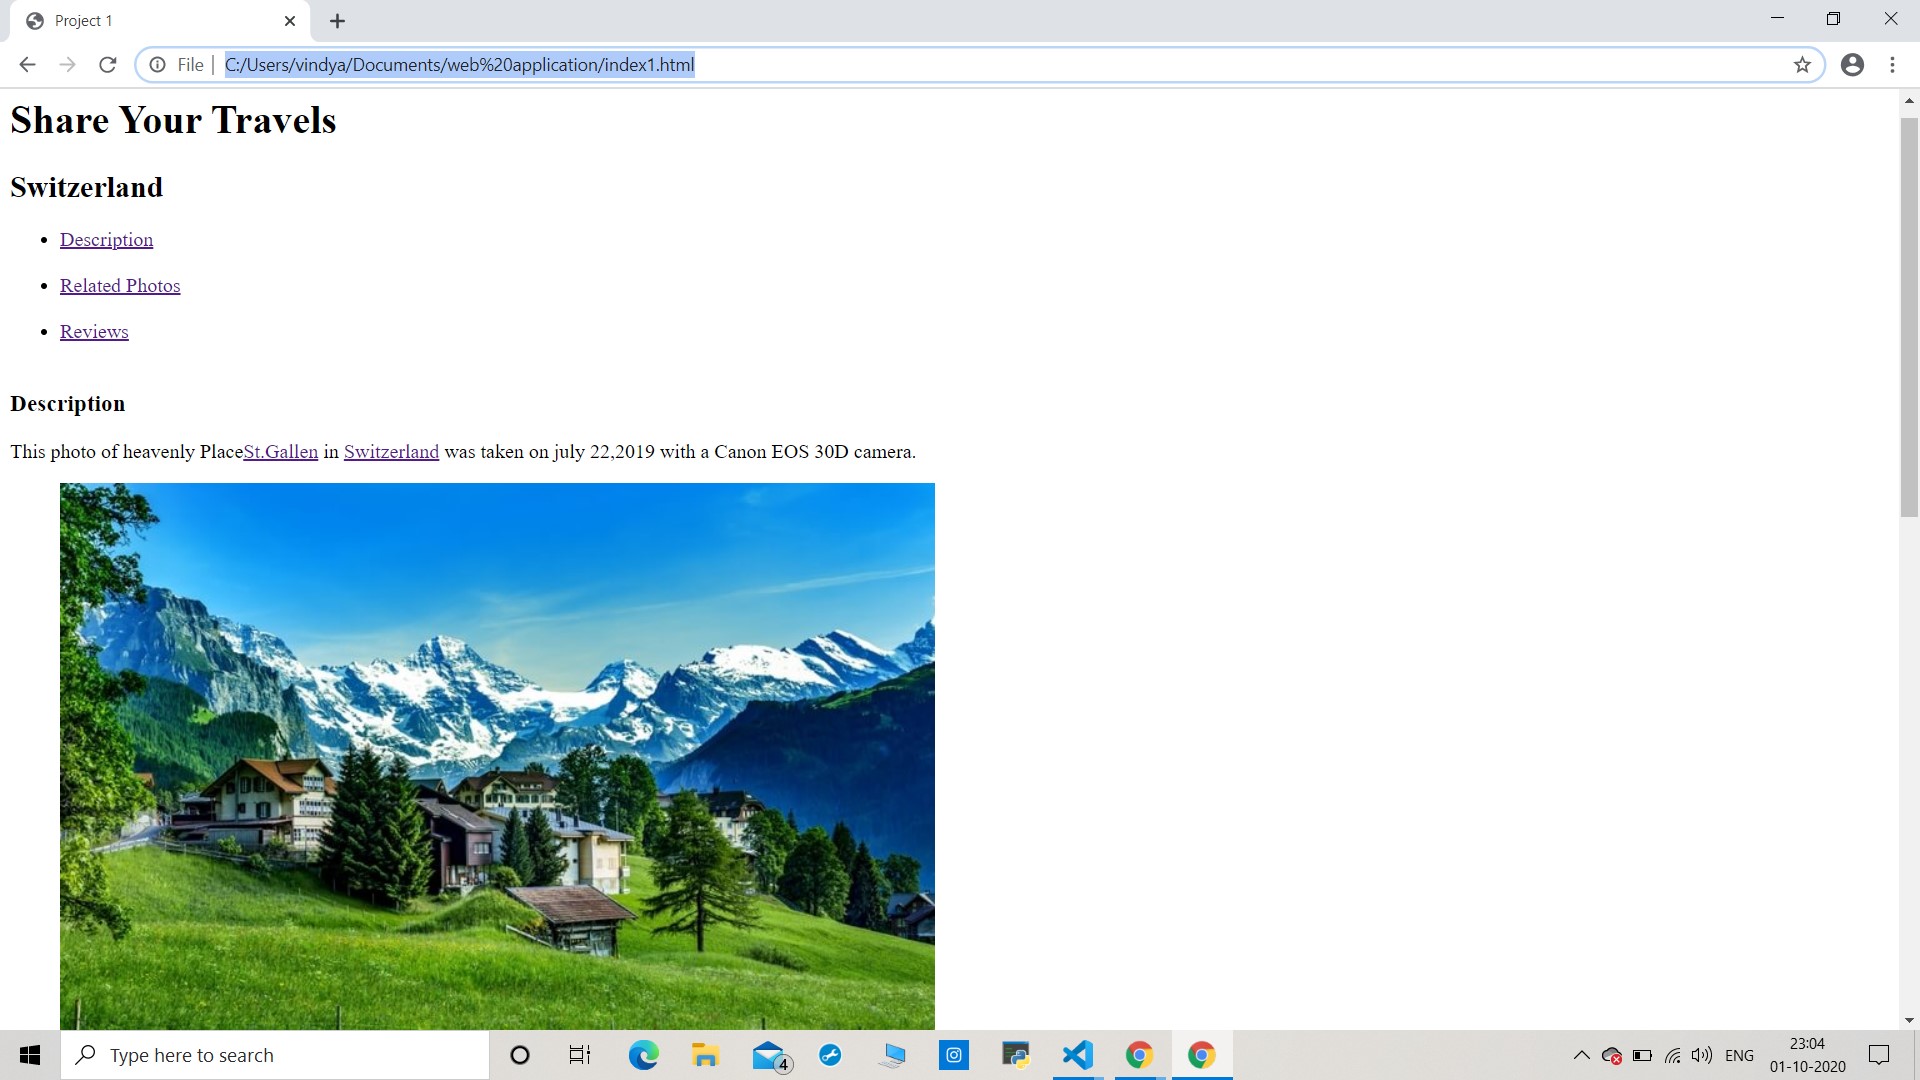 Project 1
File C:/Users/vindya/Documents/web%20application/index1.html
Share Your Travels
Switzerland
Description
Related Photos
Reviews
Description
This photo of heavenly PlaceSt.Gallen in Switzerland was taken on july 22,2019 with a Canon EOS 30D camera.
Type here to search
4
ENG
23:04
01-10-2020